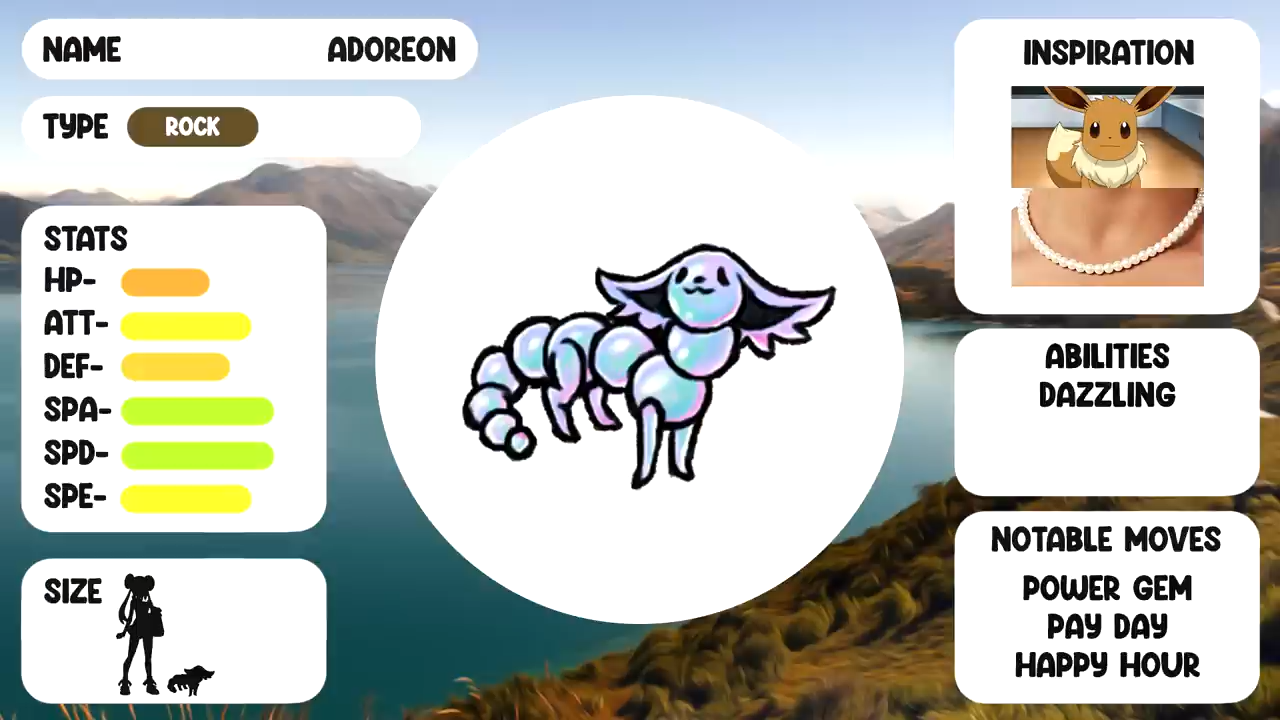 NAME ADOREON
TYPE ROCK
STATS
HP-
ATT-
DEF-
SPA-
SPD-
SPE-
SIZE
INSPIRATION
ABILITIES
DAZZLING
NOTABLE MOVES
POWER GEM
PAY DAY
HAPPY HOUR